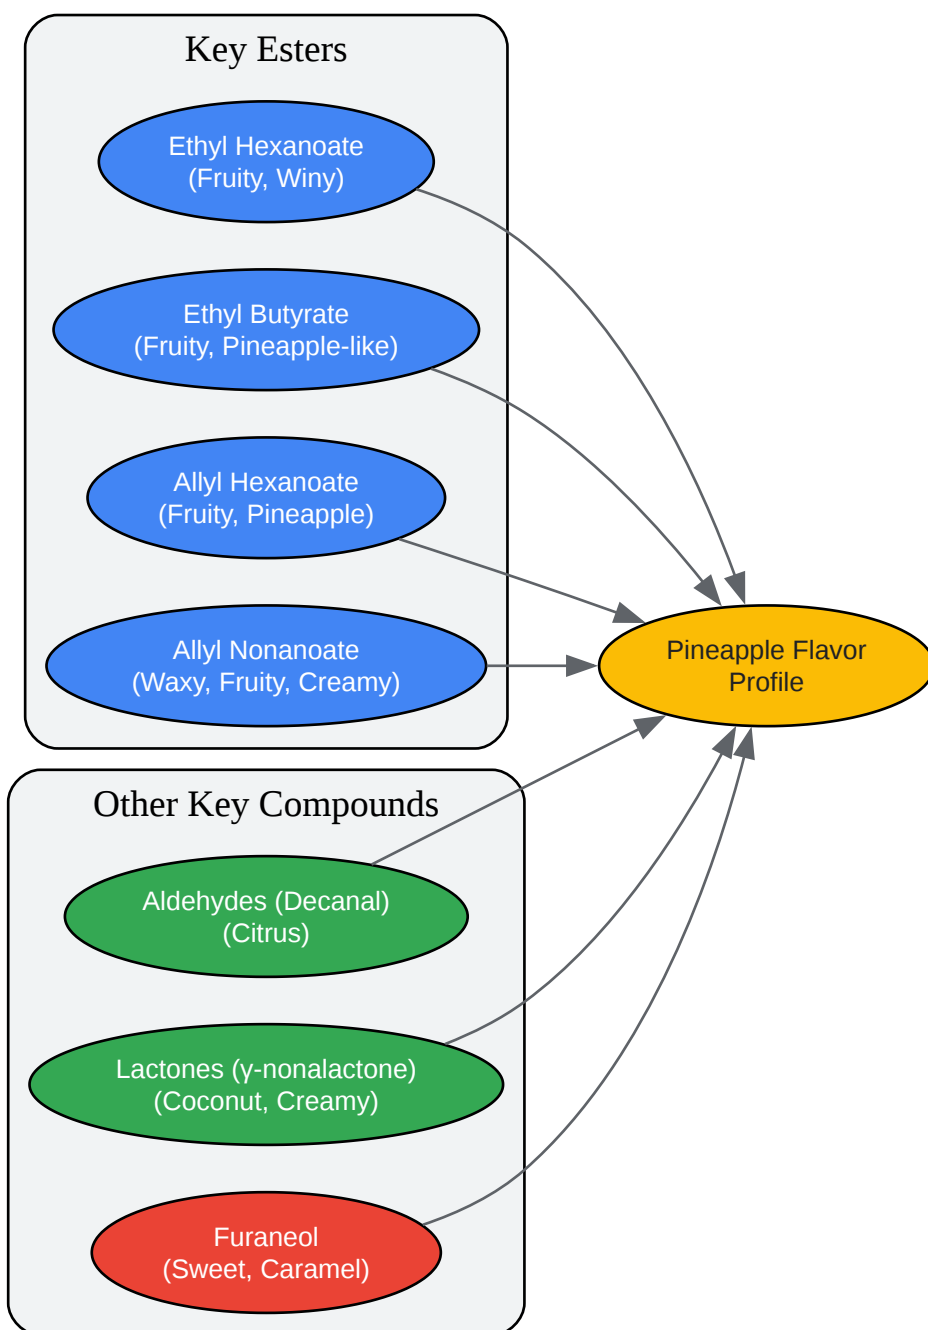 Key Esters
Ethyl Hexanoate
(Fruity, Winy)
Ethyl Butyrate
(Fruity, Pineapple-like)
Allyl Hexanoate
(Fruity, Pineapple)
Allyl Nonanoate
(Waxy, Fruity, Creamy)
Pineapple Flavor
Profile
Other Key Compounds
Aldehydes (Decanal)
(Citrus)
Lactones (γ-nonalactone)
(Coconut, Creamy)
Furaneol
(Sweet, Caramel)